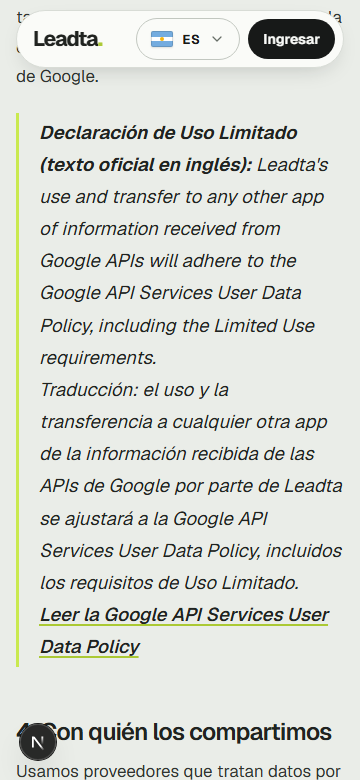 Leadta.
ES
Ingresar
de Google.
Declaración de Uso Limitado
(texto oficial en inglés): Leadta's
use and transfer to any other app
of information received from
Google APIs will adhere to the
Google API Services User Data
Policy, including the Limited Use
requirements.
Traducción: el uso y la
transferencia a cualquier otra app
de la información recibida de las
APIs de Google por parte de Leadta
se ajustará a la Google API
Services User Data Policy, incluidos
los requisitos de Uso Limitado.
Leer la Google API Services User
Data Policy
N
Con quién los compartimos
Usamos proveedores que tratan datos por